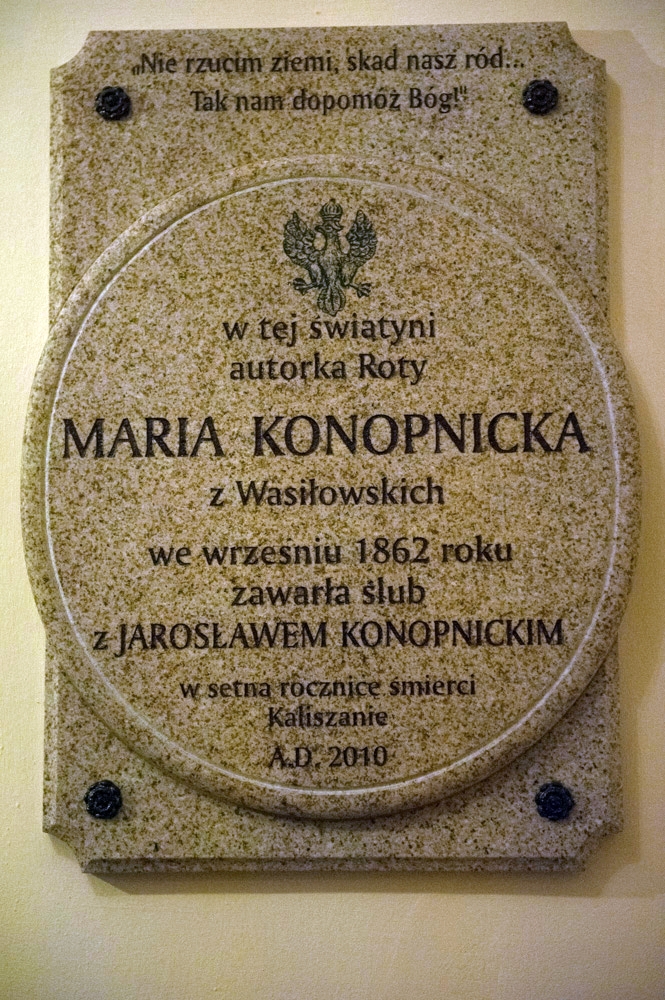 „Nie rzucim ziemi, skąd nasz ród...
Tak nam dopomóż Bóg!"
w tej świątyni
autorka Roty
MARIA KONOPNICKA
z Wasiłowskich
we wrześniu 1862 roku
zawarła ślub
z JAROSŁAWEM KONOPNICKIM
w setną rocznicę śmierci
Kaliszanie
A.D. 2010